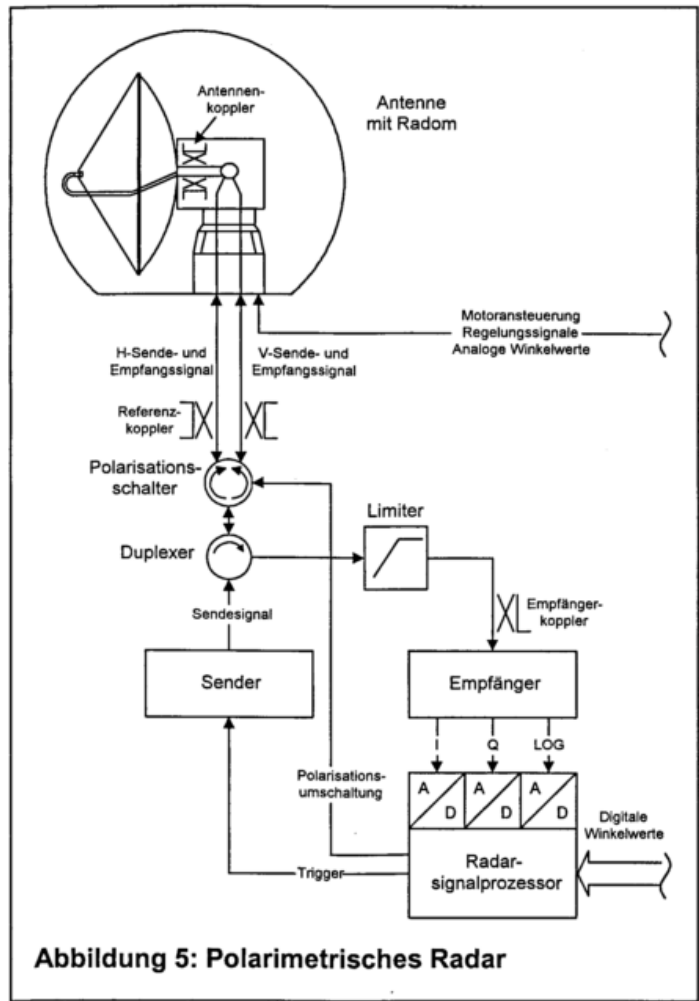 Antennen-
koppler
Antenne
mit Radom
Motoransteuerung
Regelungssignale
Analoge Winkelwerte
H-Sende- und
Empfangssignal
V-Sende- und
Empfangssignal
Referenz-
koppler
Polarisations-
schalter
Limiter
Duplexer
Sendesignal
Empfänger-
koppler
Sender
Empfänger
I
Q
LOG
Polarisations-
umschaltung
A
D
A
D
A
D
Digitale
Winkelwerte
Radar-
signalprozessor
Trigger
Abbildung 5: Polarimetrisches Radar